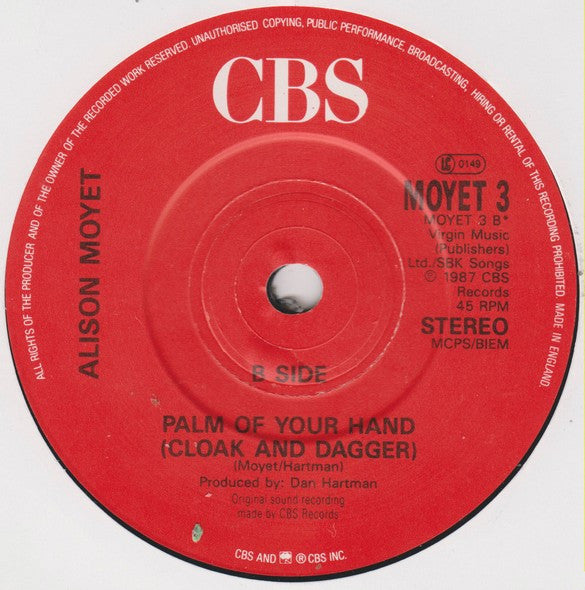 ALL RIGHTS OF THE PRODUCER AND OF THE OWNER OF THE RECORDED WORK RESERVED. UNAUTHORISED COPYING, PUBLIC PERFORMANCE, BROADCASTING, HIRING OR RENTAL OF THIS RECORDING PROHIBITED. MADE IN ENGLAND.
CBS
ALISON MOYET
LC 0149
MOYET 3
MOYET 3 B*
Virgin Music
(Publishers)
Ltd./SBK Songs
© 1987 CBS
Records
45 RPM
STEREO
MCPS/BIEM
B SIDE
PALM OF YOUR HAND
(CLOAK AND DAGGER)
(Moyet/Hartman)
Produced by: Dan Hartman
Original sound recording
made by CBS Records
CBS AND ® CBS INC.